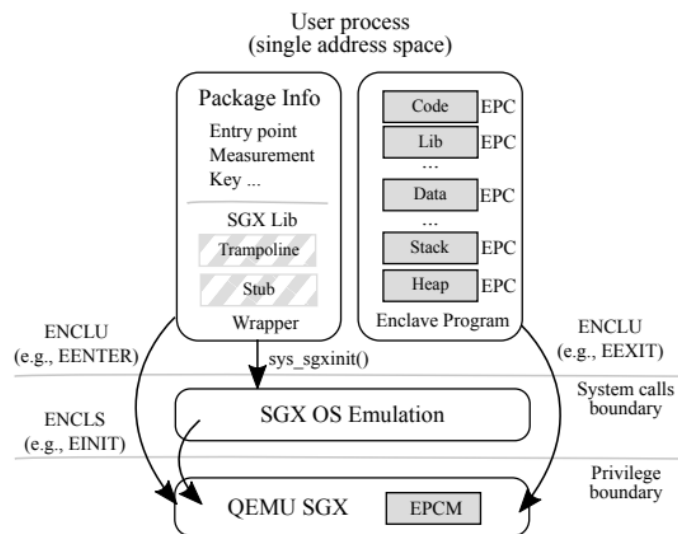 User process
(single address space)
Package Info
Entry point
Measurement
Key ...
SGX Lib
Trampoline
Stub
Wrapper
Code EPC
Lib EPC
...
Data EPC
...
Stack EPC
Heap EPC
Enclave Program
ENCLU
(e.g., EENTER)
sys_sgxinit()
ENCLU
(e.g., EEXIT)
System calls
boundary
SGX OS Emulation
ENCLS
(e.g., EINIT)
Privilege
boundary
QEMU SGX
EPCM